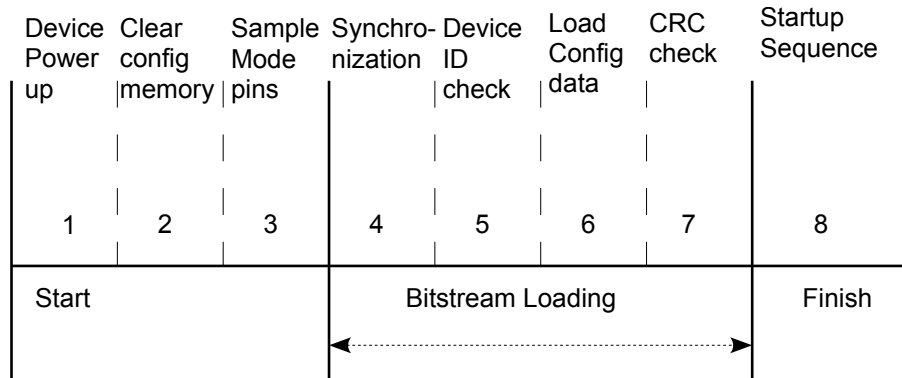 Device
Power
up
Clear
config
memory
Sample
Mode
pins
Synchro-
nization
Device
ID
check
Load
Config
data
CRC
check
Startup
Sequence
1 2 3 4 5 6 7 8
Start Bitstream Loading Finish